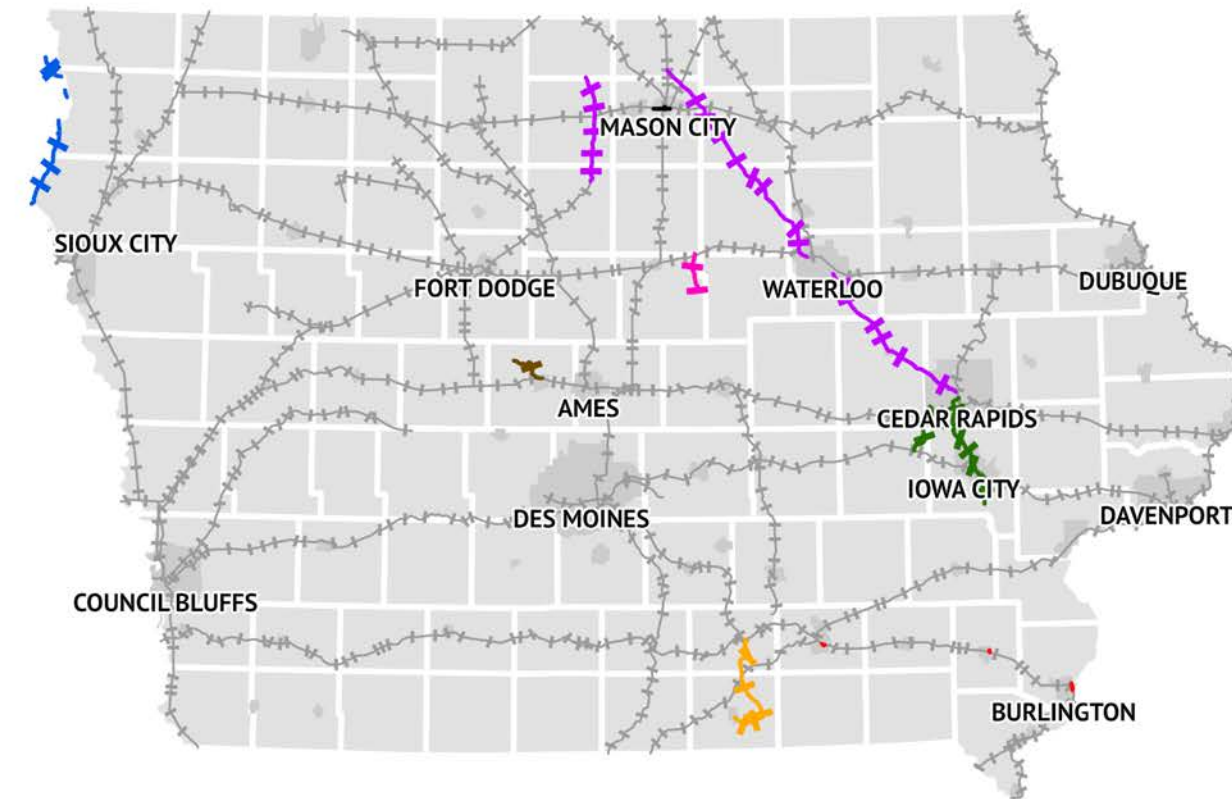 MASON CITY
SIOUX CITY
FORT DODGE
WATERLOO
DUBUQUE
AMES
CEDAR RAPIDS
IOWA CITY
DES MOINES
DAVENPORT
COUNCIL BLUFFS
BURLINGTON